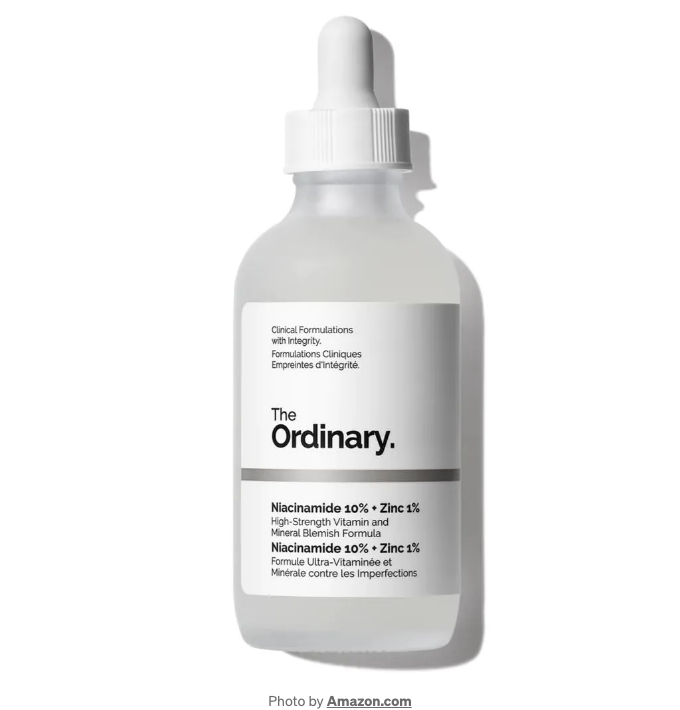 Clinical Formulations
with Integrity.
Formulations Cliniques
Empreintes d'Intégrité.
The
Ordinary.
Niacinamide 10% + Zinc 1%
High-Strength Vitamin and
Mineral Blemish Formula
Niacinamide 10% + Zinc 1%
Formule Ultra-Vitaminée et
Minérale contre les Imperfections
Photo by Amazon.com